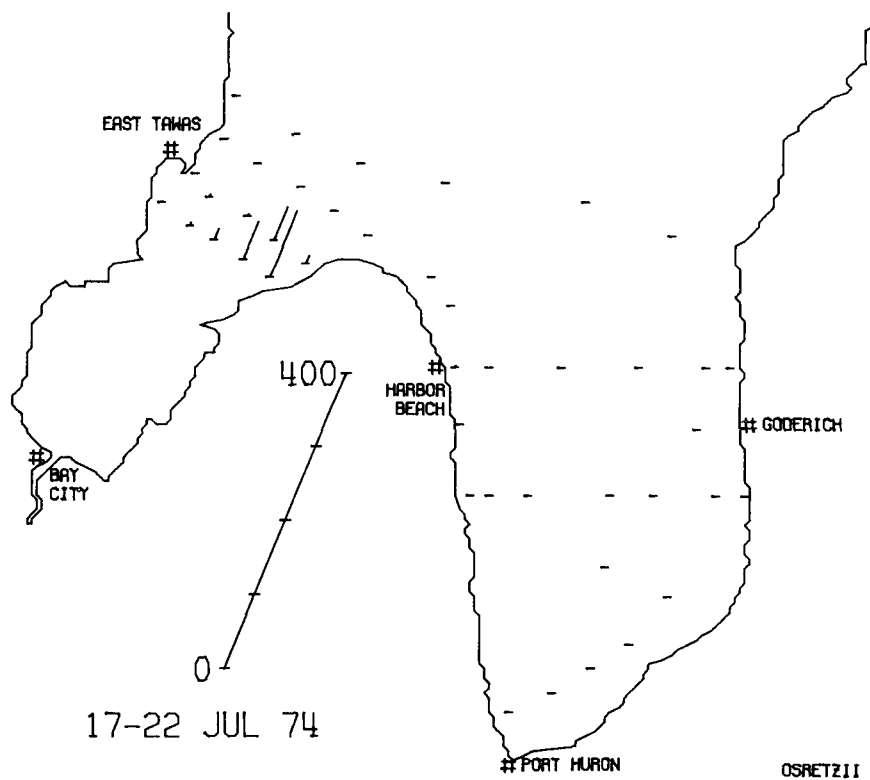 EAST TAWAS
400
HARBOR
BEACH
GODERICH
BAY
CITY
0
17-22 JUL 74
PORT HURON
OSRETZII